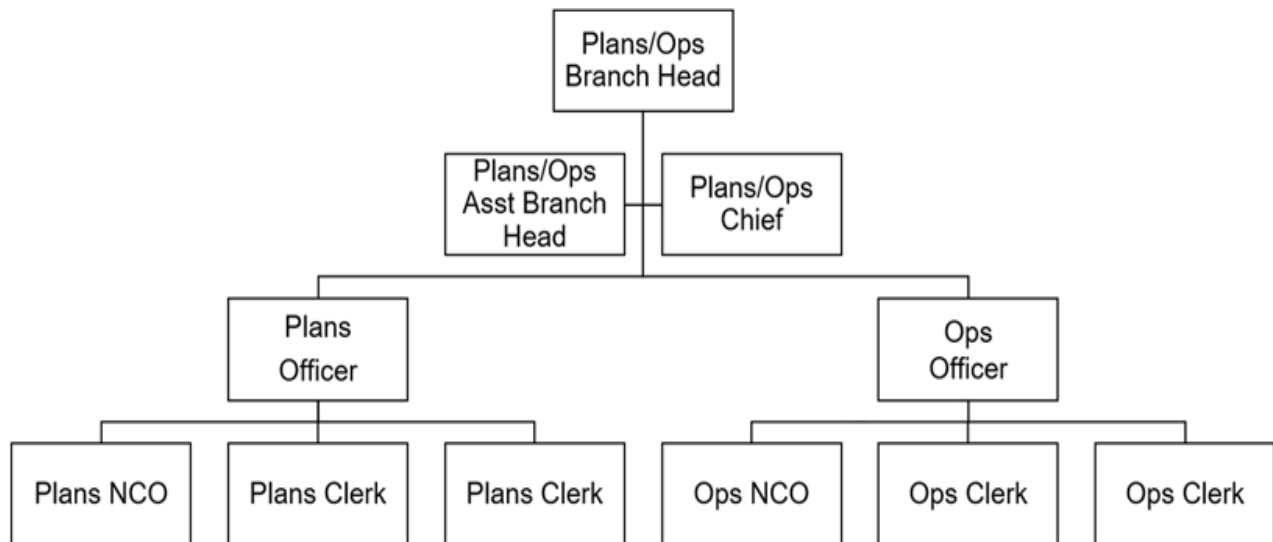 Plans/Ops
Branch Head
Plans/Ops
Asst Branch
Head
Plans/Ops
Chief
Plans
Officer
Ops
Officer
Plans NCO
Plans Clerk
Plans Clerk
Ops NCO
Ops Clerk
Ops Clerk